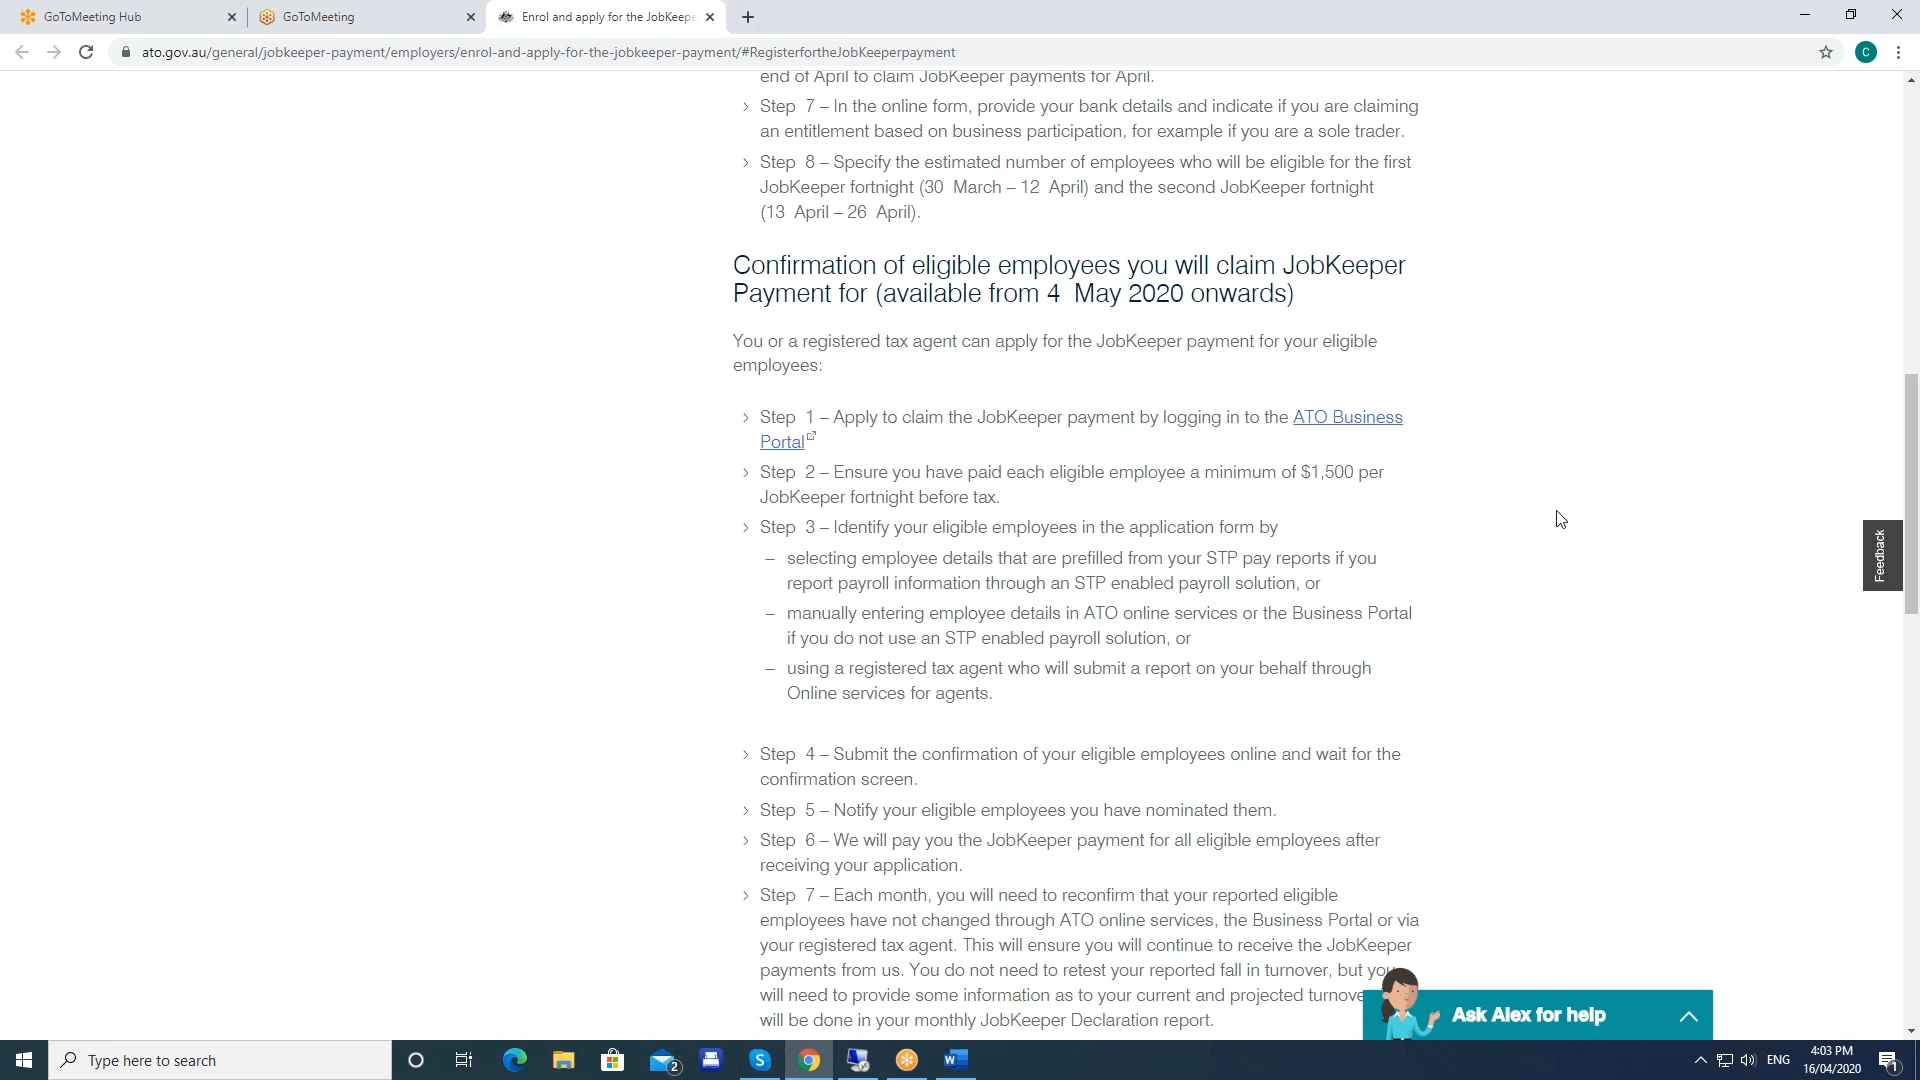 GoToMeeting Hub
GoToMeeting
Enrol and apply for the JobKeepe
ato.gov.au/general/jobkeeper-payment/employers/enrol-and-apply-for-the-jobkeeper-payment/#RegisterfortheJobKeeperpayment
C
end of April to claim JobKeeper payments for April.
Step 7 – In the online form, provide your bank details and indicate if you are claiming
an entitlement based on business participation, for example if you are a sole trader.
Step 8 – Specify the estimated number of employees who will be eligible for the first
JobKeeper fortnight (30 March – 12 April) and the second JobKeeper fortnight
(13 April – 26 April).
Confirmation of eligible employees you will claim JobKeeper
Payment for (available from 4 May 2020 onwards)
You or a registered tax agent can apply for the JobKeeper payment for your eligible
employees:
Step 1 – Apply to claim the JobKeeper payment by logging in to the ATO Business
Portal
Step 2 – Ensure you have paid each eligible employee a minimum of $1,500 per
JobKeeper fortnight before tax.
Step 3 – Identify your eligible employees in the application form by
– selecting employee details that are prefilled from your STP pay reports if you
report payroll information through an STP enabled payroll solution, or
– manually entering employee details in ATO online services or the Business Portal
if you do not use an STP enabled payroll solution, or
– using a registered tax agent who will submit a report on your behalf through
Online services for agents.
Step 4 – Submit the confirmation of your eligible employees online and wait for the
confirmation screen.
Step 5 – Notify your eligible employees you have nominated them.
Step 6 – We will pay you the JobKeeper payment for all eligible employees after
receiving your application.
Step 7 – Each month, you will need to reconfirm that your reported eligible
employees have not changed through ATO online services, the Business Portal or via
your registered tax agent. This will ensure you will continue to receive the JobKeeper
payments from us. You do not need to retest your reported fall in turnover, but you
will need to provide some information as to your current and projected turnove
will be done in your monthly JobKeeper Declaration report.
Feedback
Ask Alex for help
Type here to search
2
S
W
ENG
4:03 PM
16/04/2020
1